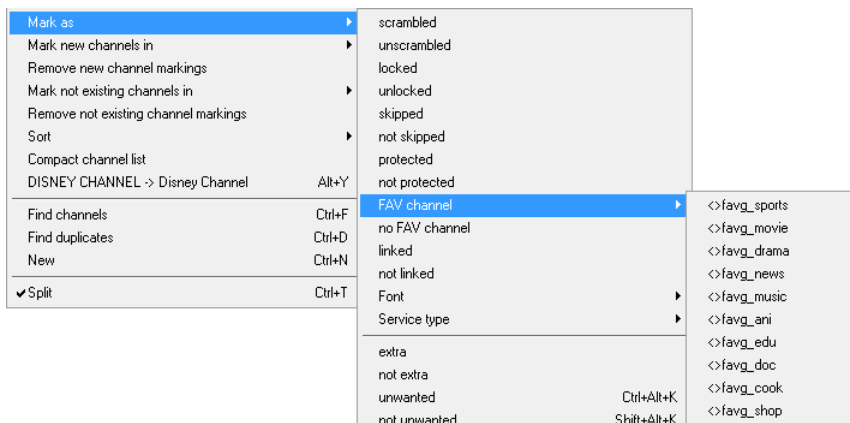 Mark as
Mark new channels in
Remove new channel markings
Mark not existing channels in
Remove not existing channel markings
Sort
Compact channel list
DISNEY CHANNEL -> Disney Channel Alt+Y
Find channels Ctrl+F
Find duplicates Ctrl+D
New Ctrl+N
Split Ctrl+T
scrambled
unscrambled
locked
unlocked
skipped
not skipped
protected
not protected
FAV channel
no FAV channel
linked
not linked
Font
Service type
extra
not extra
unwanted Ctrl+Alt+K
not unwanted Shift+Alt+K
<>favg_sports
<>favg_movie
<>favg_drama
<>favg_news
<>favg_music
<>favg_ani
<>favg_edu
<>favg_doc
<>favg_cook
<>favg_shop